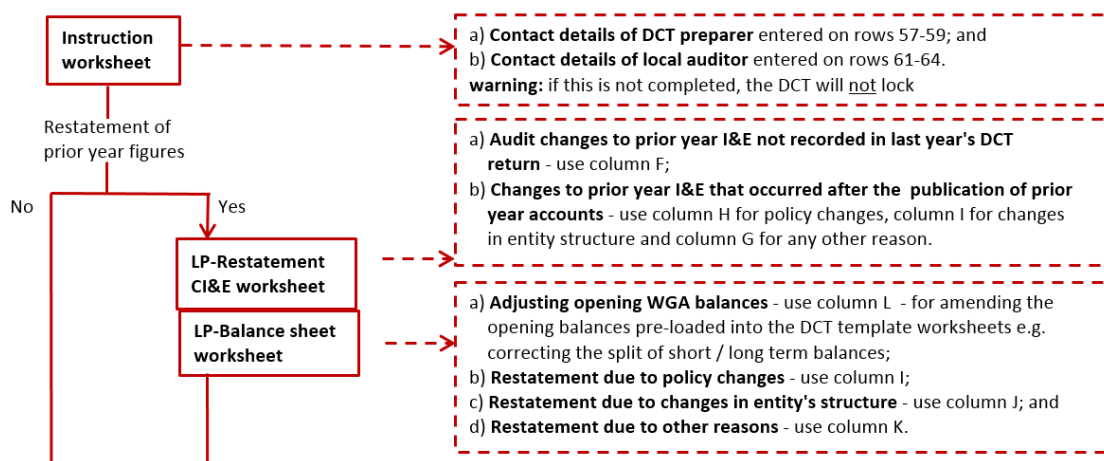 Instruction
worksheet
a) Contact details of DCT preparer entered on rows 57-59; and
b) Contact details of local auditor entered on rows 61-64.
warning: if this is not completed, the DCT will not lock
Restatement of
prior year figures
No
Yes
a) Audit changes to prior year I&E not recorded in last year's DCT
return - use column F;
b) Changes to prior year I&E that occurred after the publication of prior
year accounts - use column H for policy changes, column I for changes
in entity structure and column G for any other reason.
LP-Restatement
CI&E worksheet
LP-Balance sheet
worksheet
a) Adjusting opening WGA balances - use column L - for amending the
opening balances pre-loaded into the DCT template worksheets e.g.
correcting the split of short / long term balances;
b) Restatement due to policy changes - use column I;
c) Restatement due to changes in entity's structure - use column J; and
d) Restatement due to other reasons - use column K.